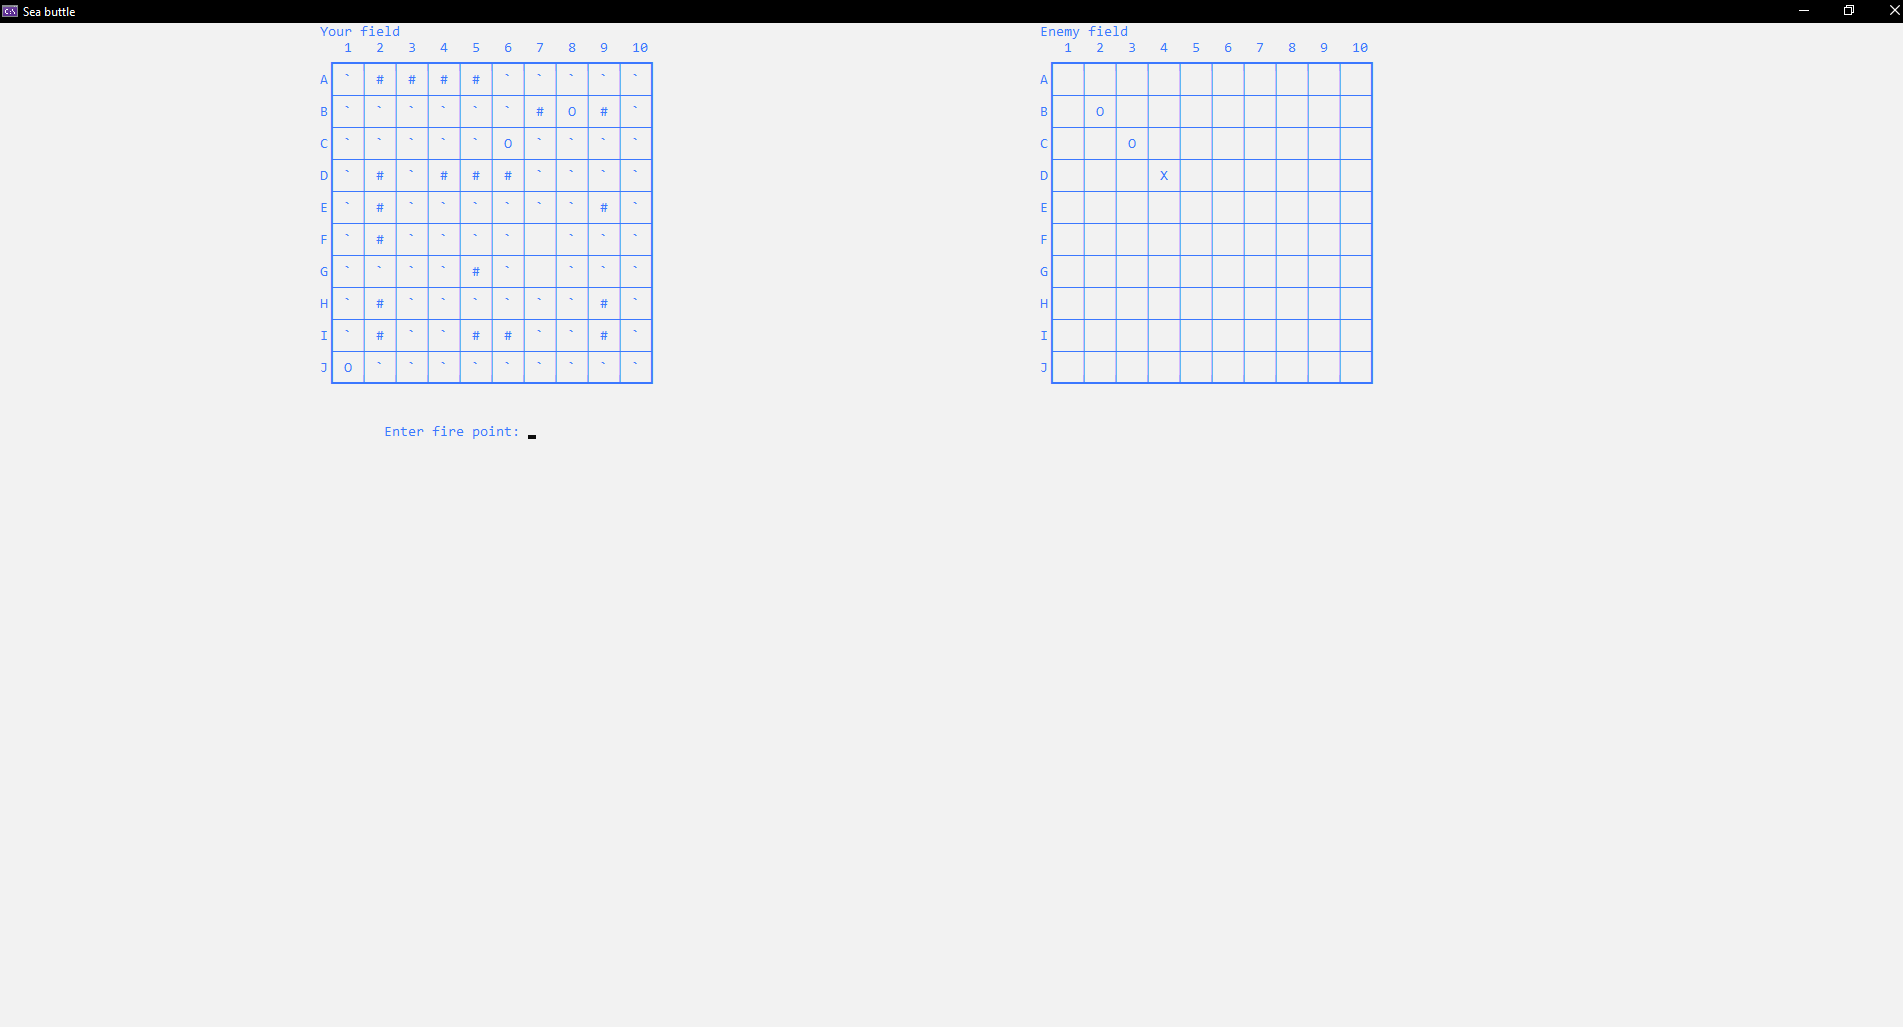 Sea buttle
Your field
1 2 3 4 5 6 7 8 9 10
A ` # # # # ` ` ` ` `
B ` ` ` ` ` ` # O # `
C ` ` ` ` ` O ` ` ` `
D ` # ` # # # ` ` ` `
E ` # ` ` ` ` ` ` # `
F ` # ` ` ` ` ` ` `
G ` ` ` ` # ` ` ` `
H ` # ` ` ` ` ` ` # `
I ` # ` ` # # ` ` # `
J O ` ` ` ` ` ` ` ` `
Enemy field
1 2 3 4 5 6 7 8 9 10
A
B O
C O
D X
E
F
G
H
I
J
Enter fire point: